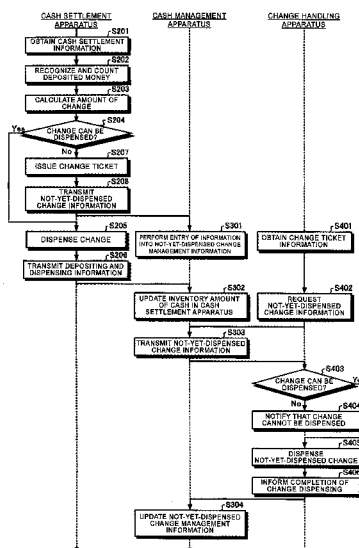 CASH SETTLEMENT
APPARATUS
CASH MANAGEMENT
APPARATUS
CHANGE HANDLING
APPARATUS
S201
OBTAIN CASH SETTLEMENT
INFORMATION
S202
RECOGNIZE AND COUNT
DEPOSITED MONEY
S203
CALCULATE AMOUNT OF
CHANGE
S204
Yes
CHANGE CAN BE
DISPENSED?
No
S207
ISSUE CHANGE TICKET
S208
TRANSMIT
NOT-YET-DISPENSED
CHANGE INFORMATION
S205
DISPENSE CHANGE
S206
TRANSMIT DEPOSITING AND
DISPENSING INFORMATION
S301
PERFORM ENTRY OF INFORMATION
INTO NOT-YET-DISPENSED CHANGE
MANAGEMENT INFORMATION
S401
OBTAIN CHANGE TICKET
INFORMATION
S302
UPDATE INVENTORY AMOUNT
OF CASH IN CASH
SETTLEMENT APPARATUS
S402
REQUEST
NOT-YET-DISPENSED
CHANGE INFORMATION
S303
TRANSMIT NOT-YET-DISPENSED
CHANGE INFORMATION
S403
CHANGE CAN BE
DISPENSED?
No
S404
NOTIFY THAT CHANGE
CANNOT BE DISPENSED
S405
DISPENSE
NOT-YET-DISPENSED CHANGE
S406
INFORM COMPLETION OF
CHANGE DISPENSING
S304
UPDATE NOT-YET-DISPENSED
CHANGE MANAGEMENT
INFORMATION